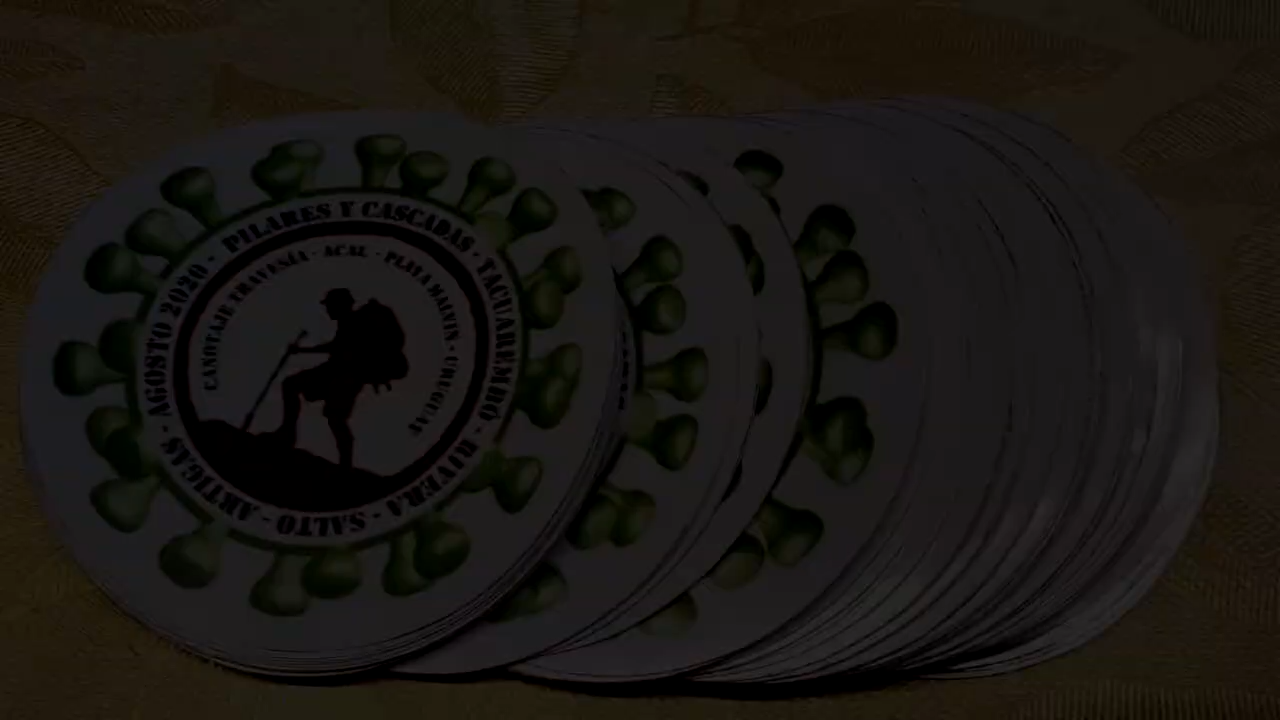 PILARES Y CASCADAS · TACUAREMBÓ · RIVERA · SALTO · ARTIGAS · AGOSTO 2020 ·
CANOTAJE TRAVESÍA · ACAL · PLAYA MALVIN · URUGUAY